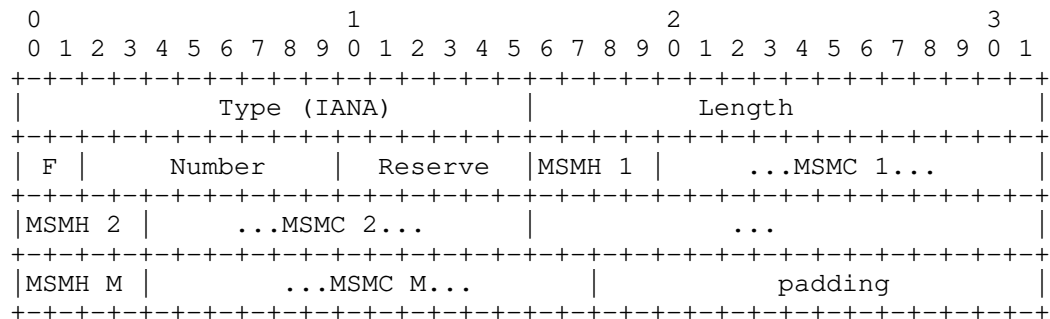 0                   1                   2                   3
 0 1 2 3 4 5 6 7 8 9 0 1 2 3 4 5 6 7 8 9 0 1 2 3 4 5 6 7 8 9 0 1
+-+-+-+-+-+-+-+-+-+-+-+-+-+-+-+-+-+-+-+-+-+-+-+-+-+-+-+-+-+-+-+-+
|            Type (IANA)        |          Length               |
+-+-+-+-+-+-+-+-+-+-+-+-+-+-+-+-+-+-+-+-+-+-+-+-+-+-+-+-+-+-+-+-+
| F |     Number    |  Reserve  |MSMH 1 |     ...MSMC 1...      |
+-+-+-+-+-+-+-+-+-+-+-+-+-+-+-+-+-+-+-+-+-+-+-+-+-+-+-+-+-+-+-+-+
|MSMH 2 |     ...MSMC 2...      |            ...                |
+-+-+-+-+-+-+-+-+-+-+-+-+-+-+-+-+-+-+-+-+-+-+-+-+-+-+-+-+-+-+-+-+
|MSMH M |        ...MSMC M...       |           padding         |
+-+-+-+-+-+-+-+-+-+-+-+-+-+-+-+-+-+-+-+-+-+-+-+-+-+-+-+-+-+-+-+-+